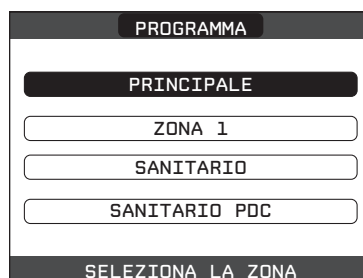 PROGRAMMA
PRINCIPALE
ZONA 1
SANITARIO
SANITARIO PDC
SELEZIONA LA ZONA